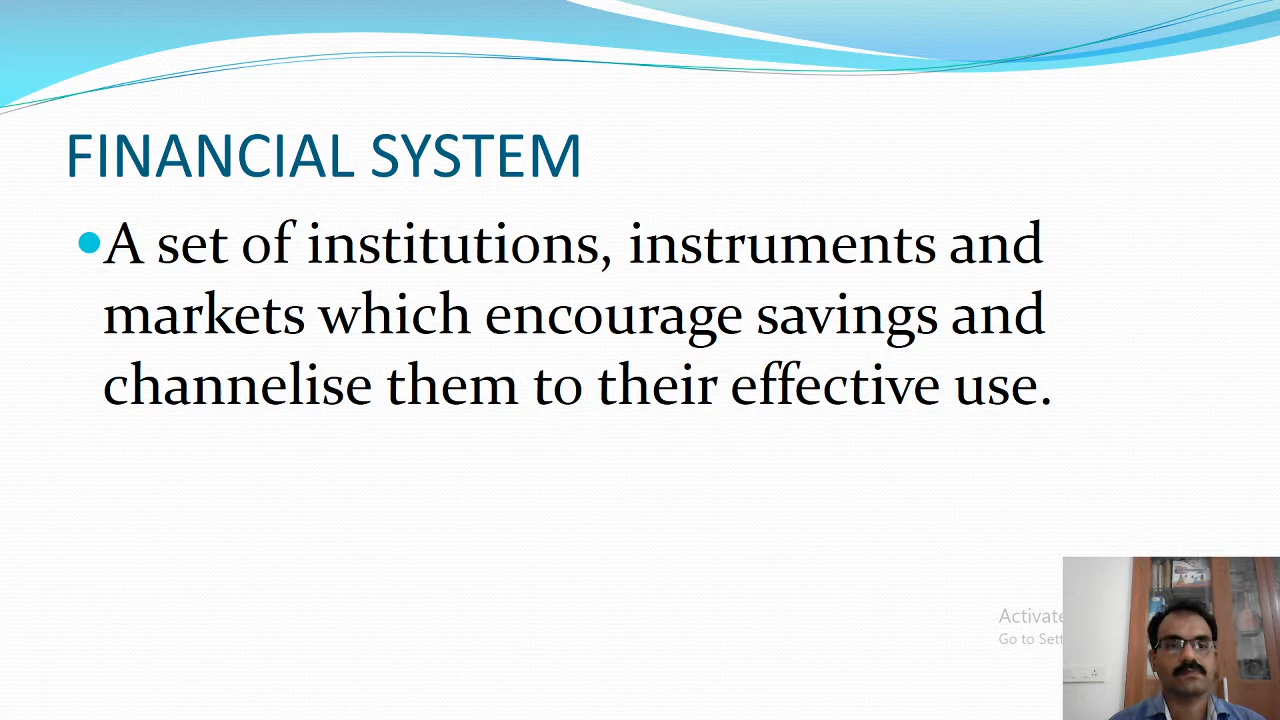 FINANCIAL SYSTEM
•A set of institutions, instruments and
markets which encourage savings and
channelise them to their effective use.
Activate
Go to Sett